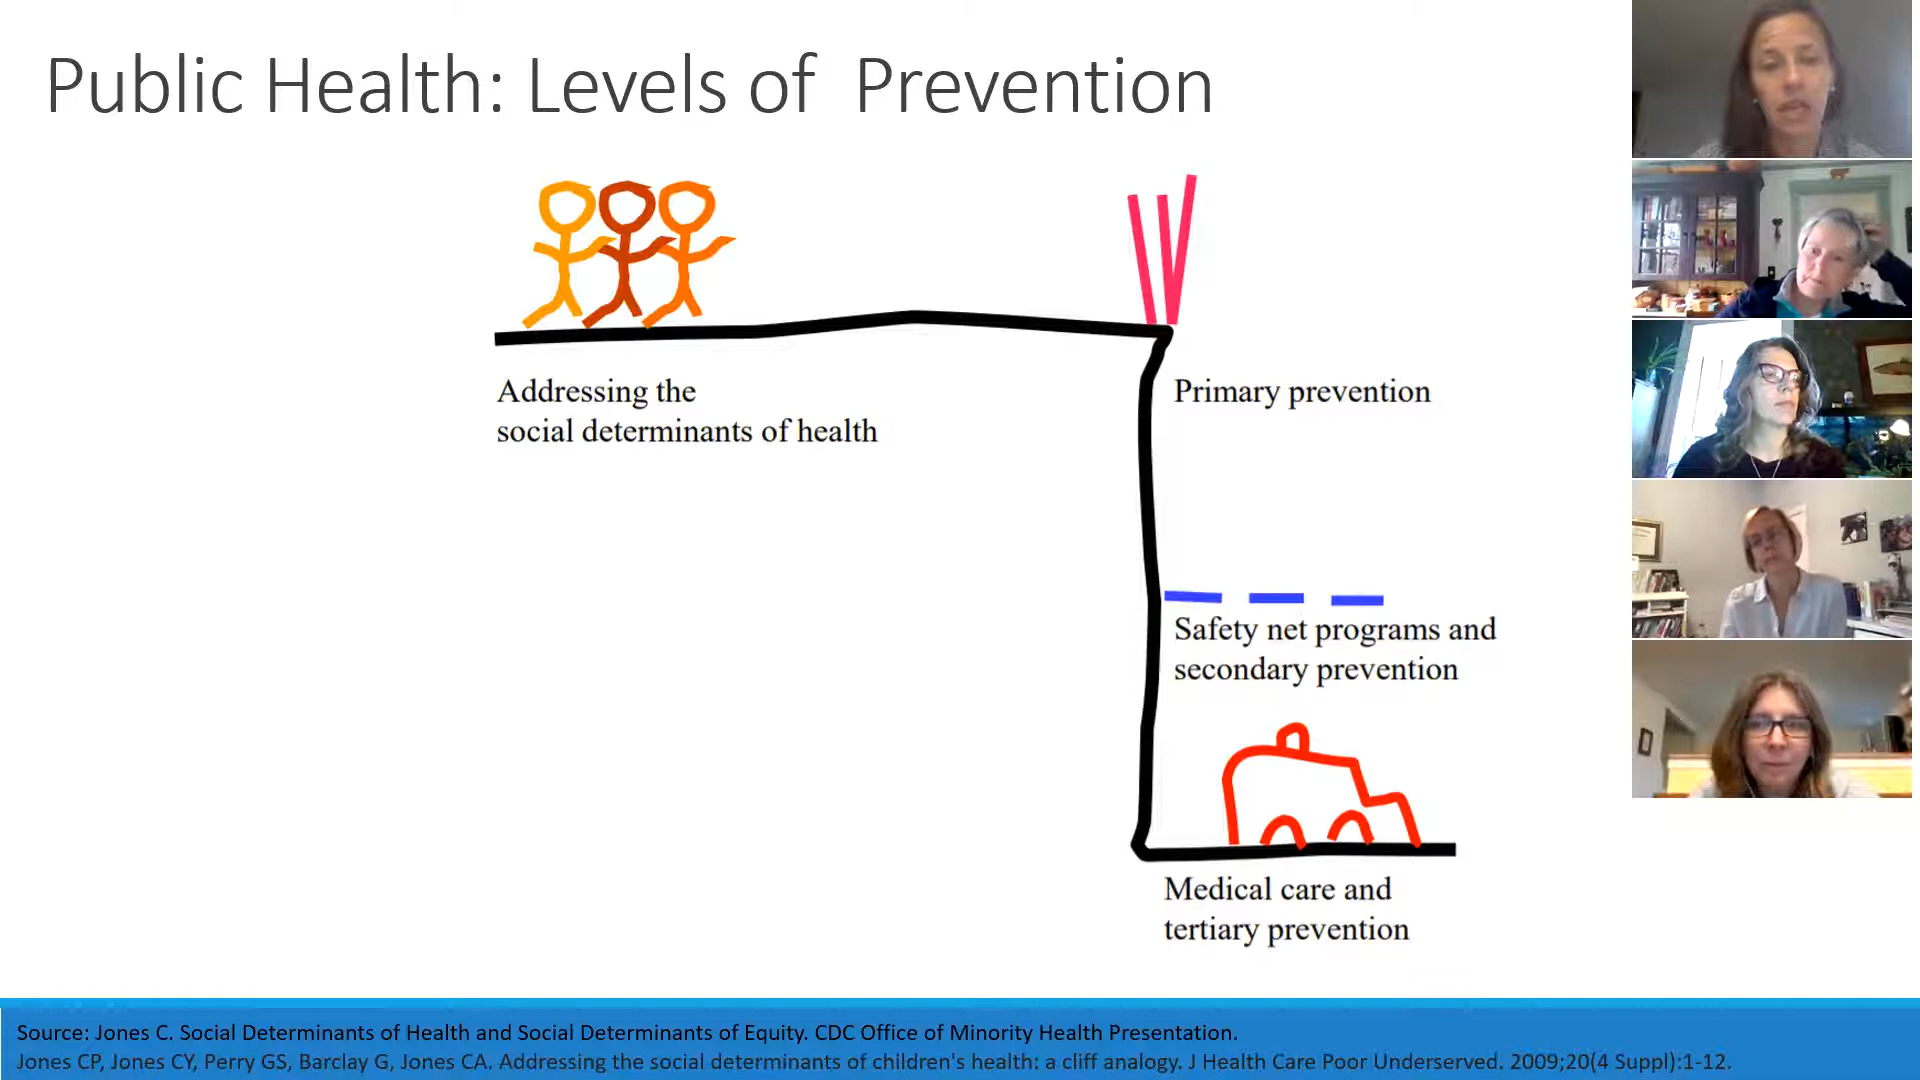 Public Health: Levels of Prevention
Addressing the
social determinants of health
Primary prevention
Safety net programs and
secondary prevention
Medical care and
tertiary prevention
Source: Jones C. Social Determinants of Health and Social Determinants of Equity. CDC Office of Minority Health Presentation.
Jones CP, Jones CY, Perry GS, Barclay G, Jones CA. Addressing the social determinants of children's health: a cliff analogy. J Health Care Poor Underserved. 2009;20(4 Suppl):1-12.